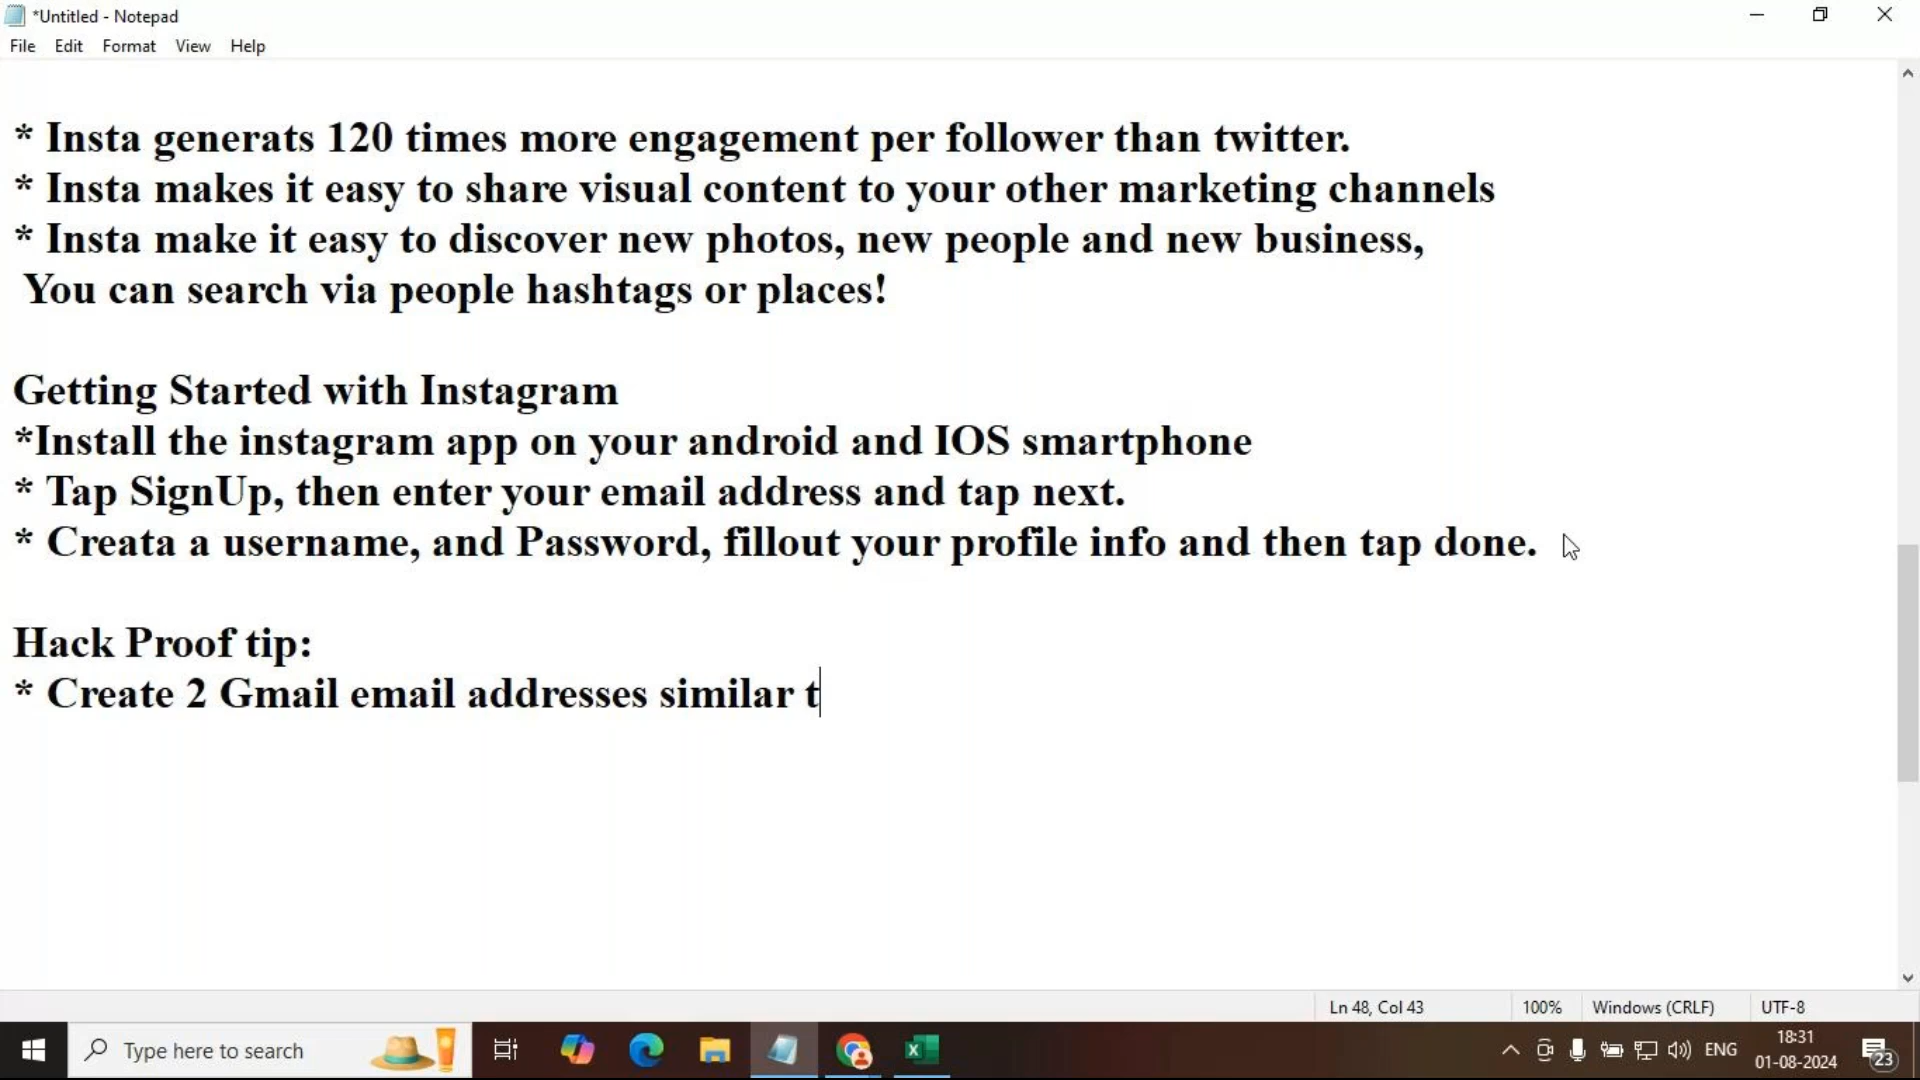 *Untitled - Notepad
File Edit Format View Help
* Insta generats 120 times more engagement per follower than twitter.
* Insta makes it easy to share visual content to your other marketing channels
* Insta make it easy to discover new photos, new people and new business,
You can search via people hashtags or places!
Getting Started with Instagram
*Install the instagram app on your android and IOS smartphone
* Tap SignUp, then enter your email address and tap next.
* Creata a username, and Password, fillout your profile info and then tap done.
Hack Proof tip:
* Create 2 Gmail email addresses similar t
Ln 48, Col 43 100% Windows (CRLF) UTF-8
Type here to search
ENG
18:31
01-08-2024
23